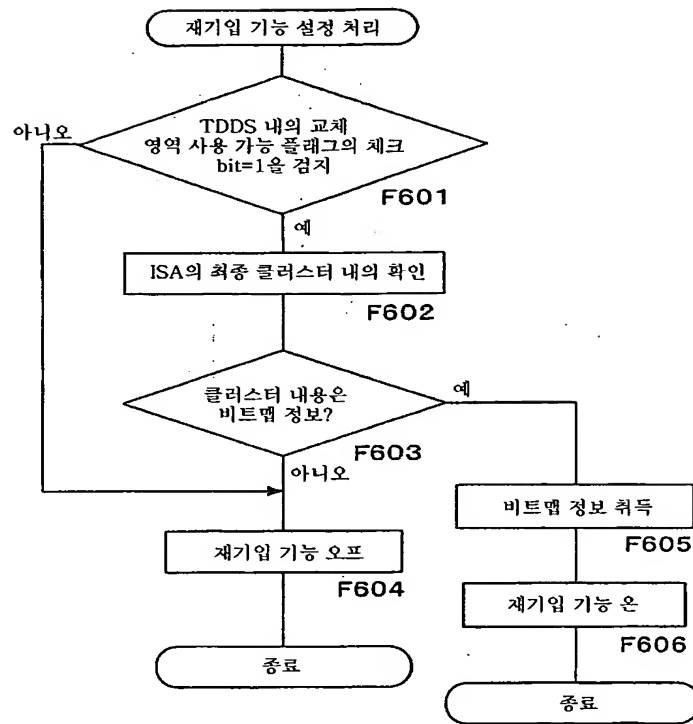 재기입 기능 설정 처리
아니오
TDDS 내의 교체
영역 사용 가능 플래그의 체크
bit=1을 검지
F601
예
ISA의 최종 클러스터 내의 확인
F602
클러스터 내용은
비트맵 정보?
예
F603
아니오
비트맵 정보 취득
F605
재기입 기능 오프
F604
재기입 기능 온
F606
종료
종료